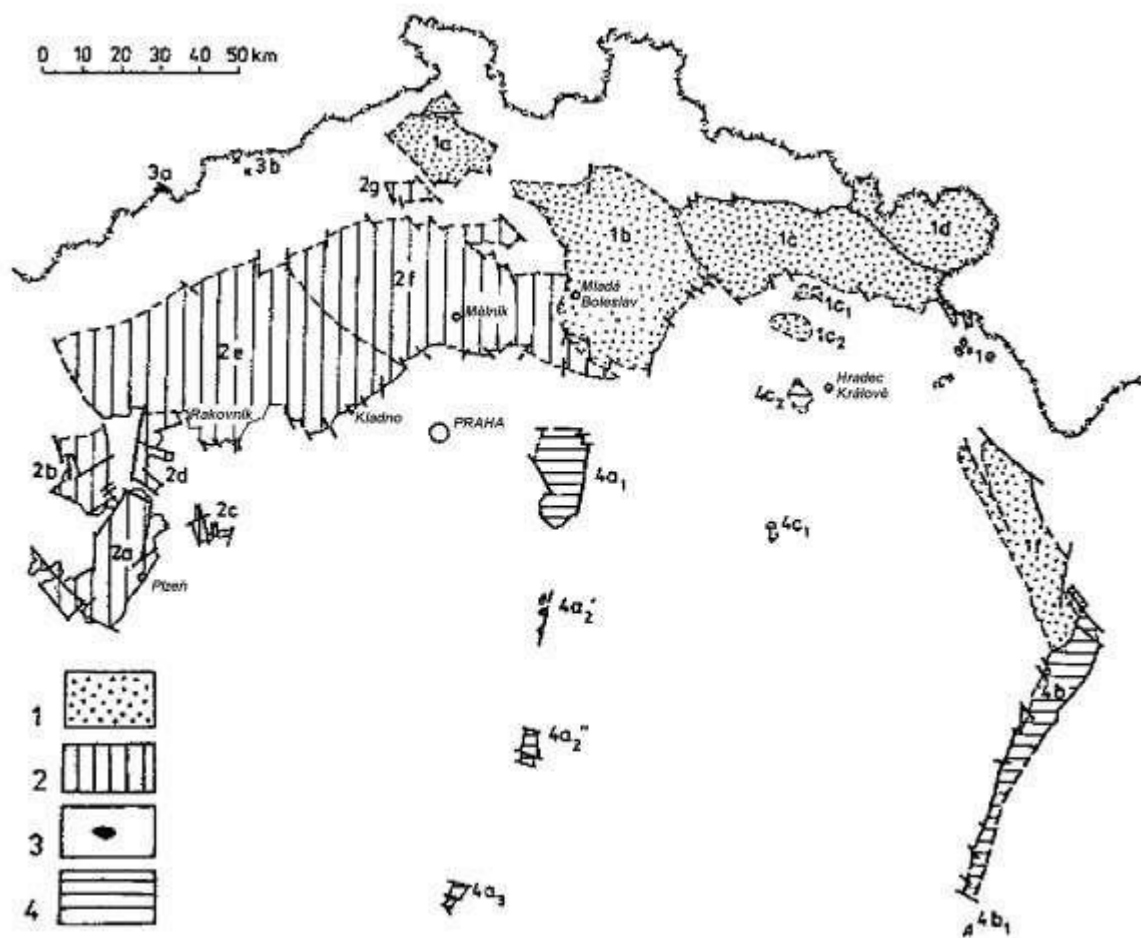 0 10 20 30 40 50 km
1a
3a
3b
2g
1b
1c
1d
2f
Mladá
Boleslav
Mělník
1c₁
1c₂
1e
2e
4c₂
Hradec
Králové
Rakovník
Kladno
PRAHA
2b
2d
4a₁
2c
4c₁
1f
2a
Plzeň
4a₂'
4b
1
4a₂"
2
3
4
4a₃
4b₁